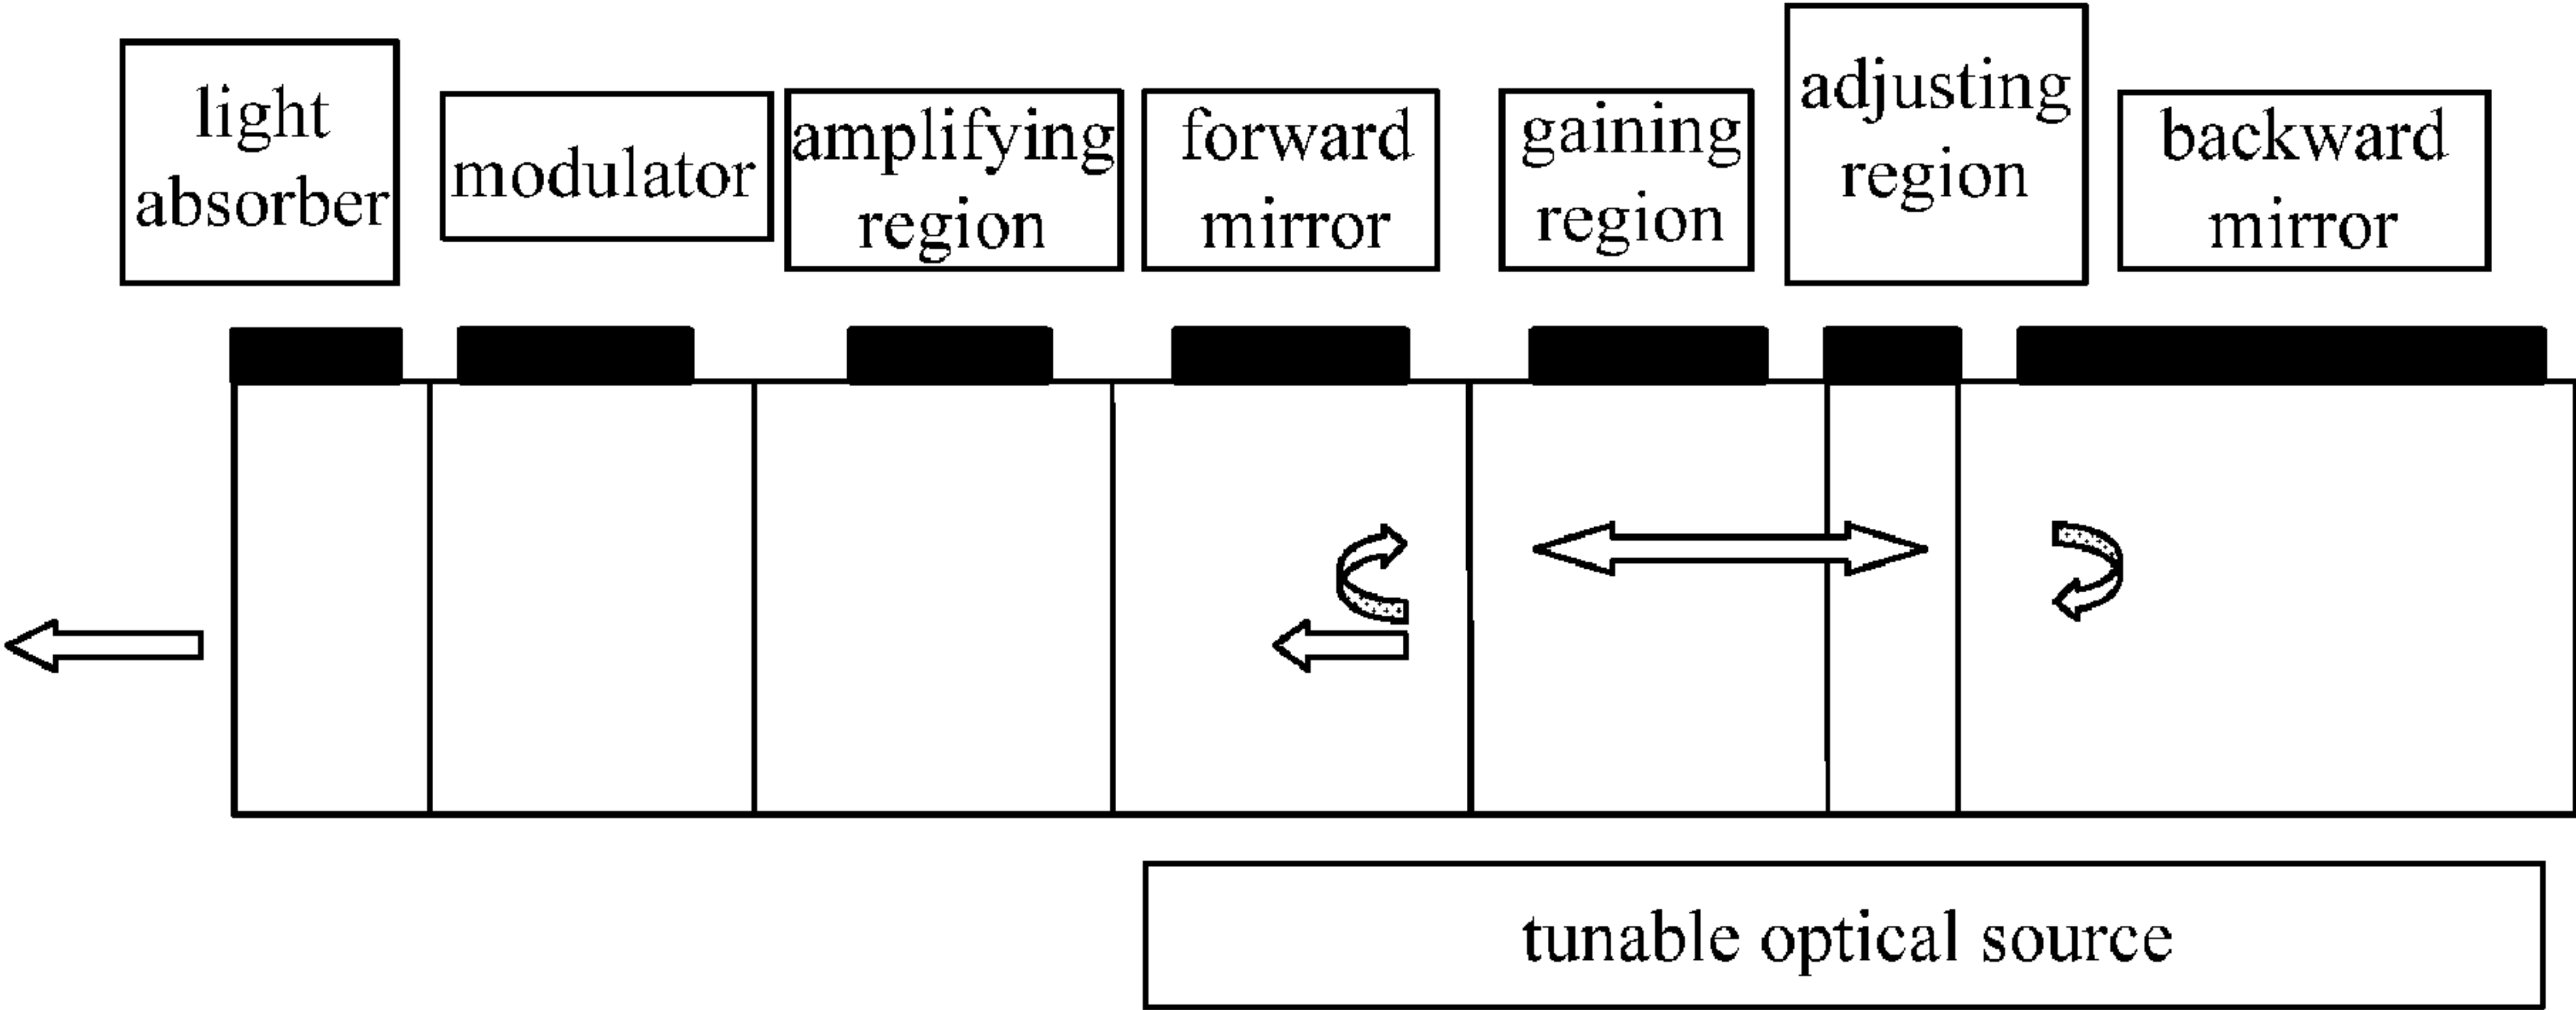 light
absorber
modulator
amplifying
region
forward
mirror
gaining
region
adjusting
region
backward
mirror
tunable optical source